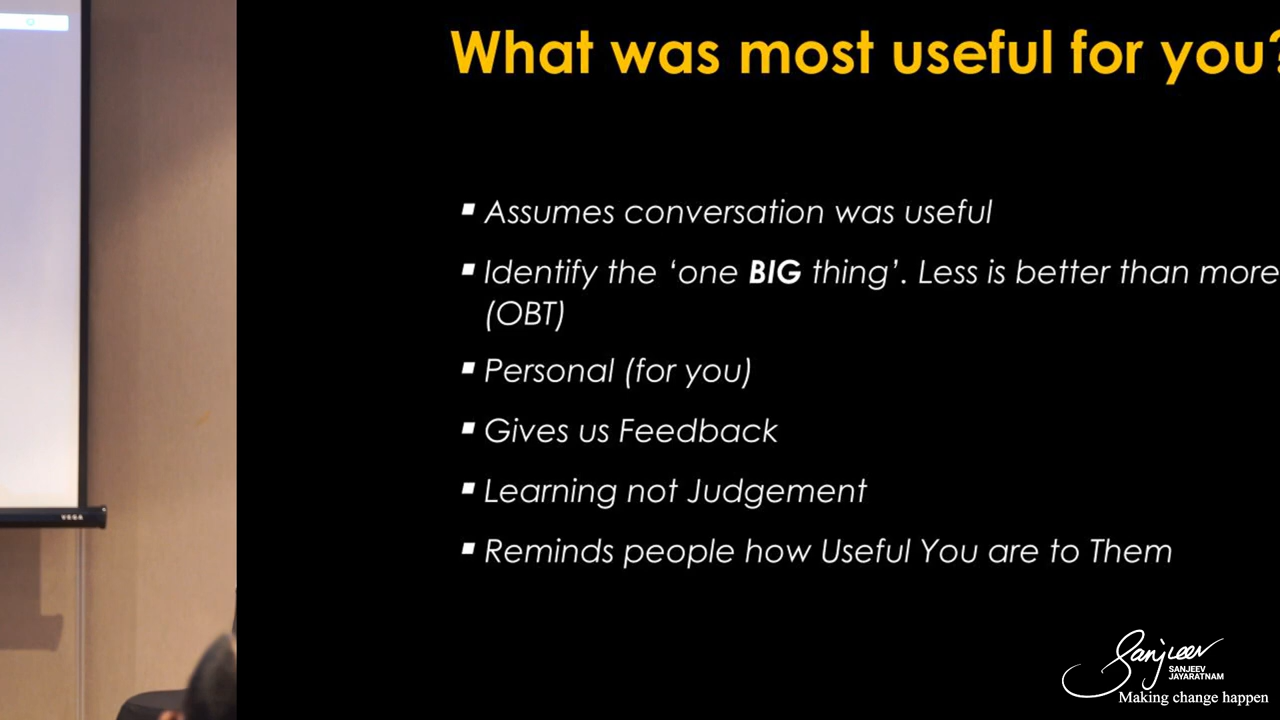 What was most useful for you?
▪ Assumes conversation was useful
▪ Identify the ‘one BIG thing’. Less is better than more
(OBT)
▪ Personal (for you)
▪ Gives us Feedback
▪ Learning not Judgement
▪ Reminds people how Useful You are to Them
VEGA
Sanjeev
SANJEEV
JAYARATNAM
Making change happen